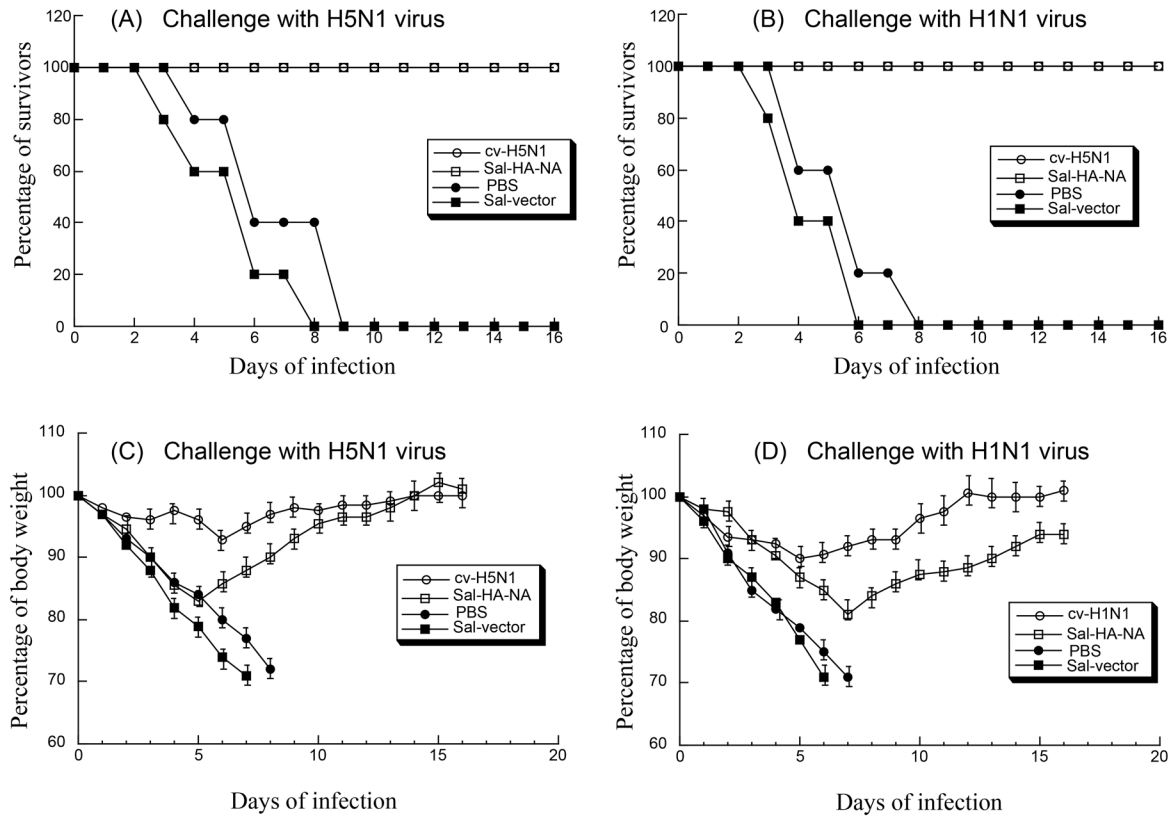 (A) Challenge with H5N1 virus
Percentage of survivors
120
100
80
60
40
20
0
cv-H5N1
Sal-HA-NA
PBS
Sal-vector
0 2 4 6 8 10 12 14 16
Days of infection
(B) Challenge with H1N1 virus
Percentage of survivors
120
100
80
60
40
20
0
cv-H5N1
Sal-HA-NA
PBS
Sal-vector
0 2 4 6 8 10 12 14 16
Days of infection
(C) Challenge with H5N1 virus
Percentage of body weight
110
100
90
80
70
60
cv-H5N1
Sal-HA-NA
PBS
Sal-vector
0 5 10 15 20
Days of infection
(D) Challenge with H1N1 virus
Percentage of body weight
110
100
90
80
70
60
cv-H1N1
Sal-HA-NA
PBS
Sal-vector
0 5 10 15 20
Days of infection